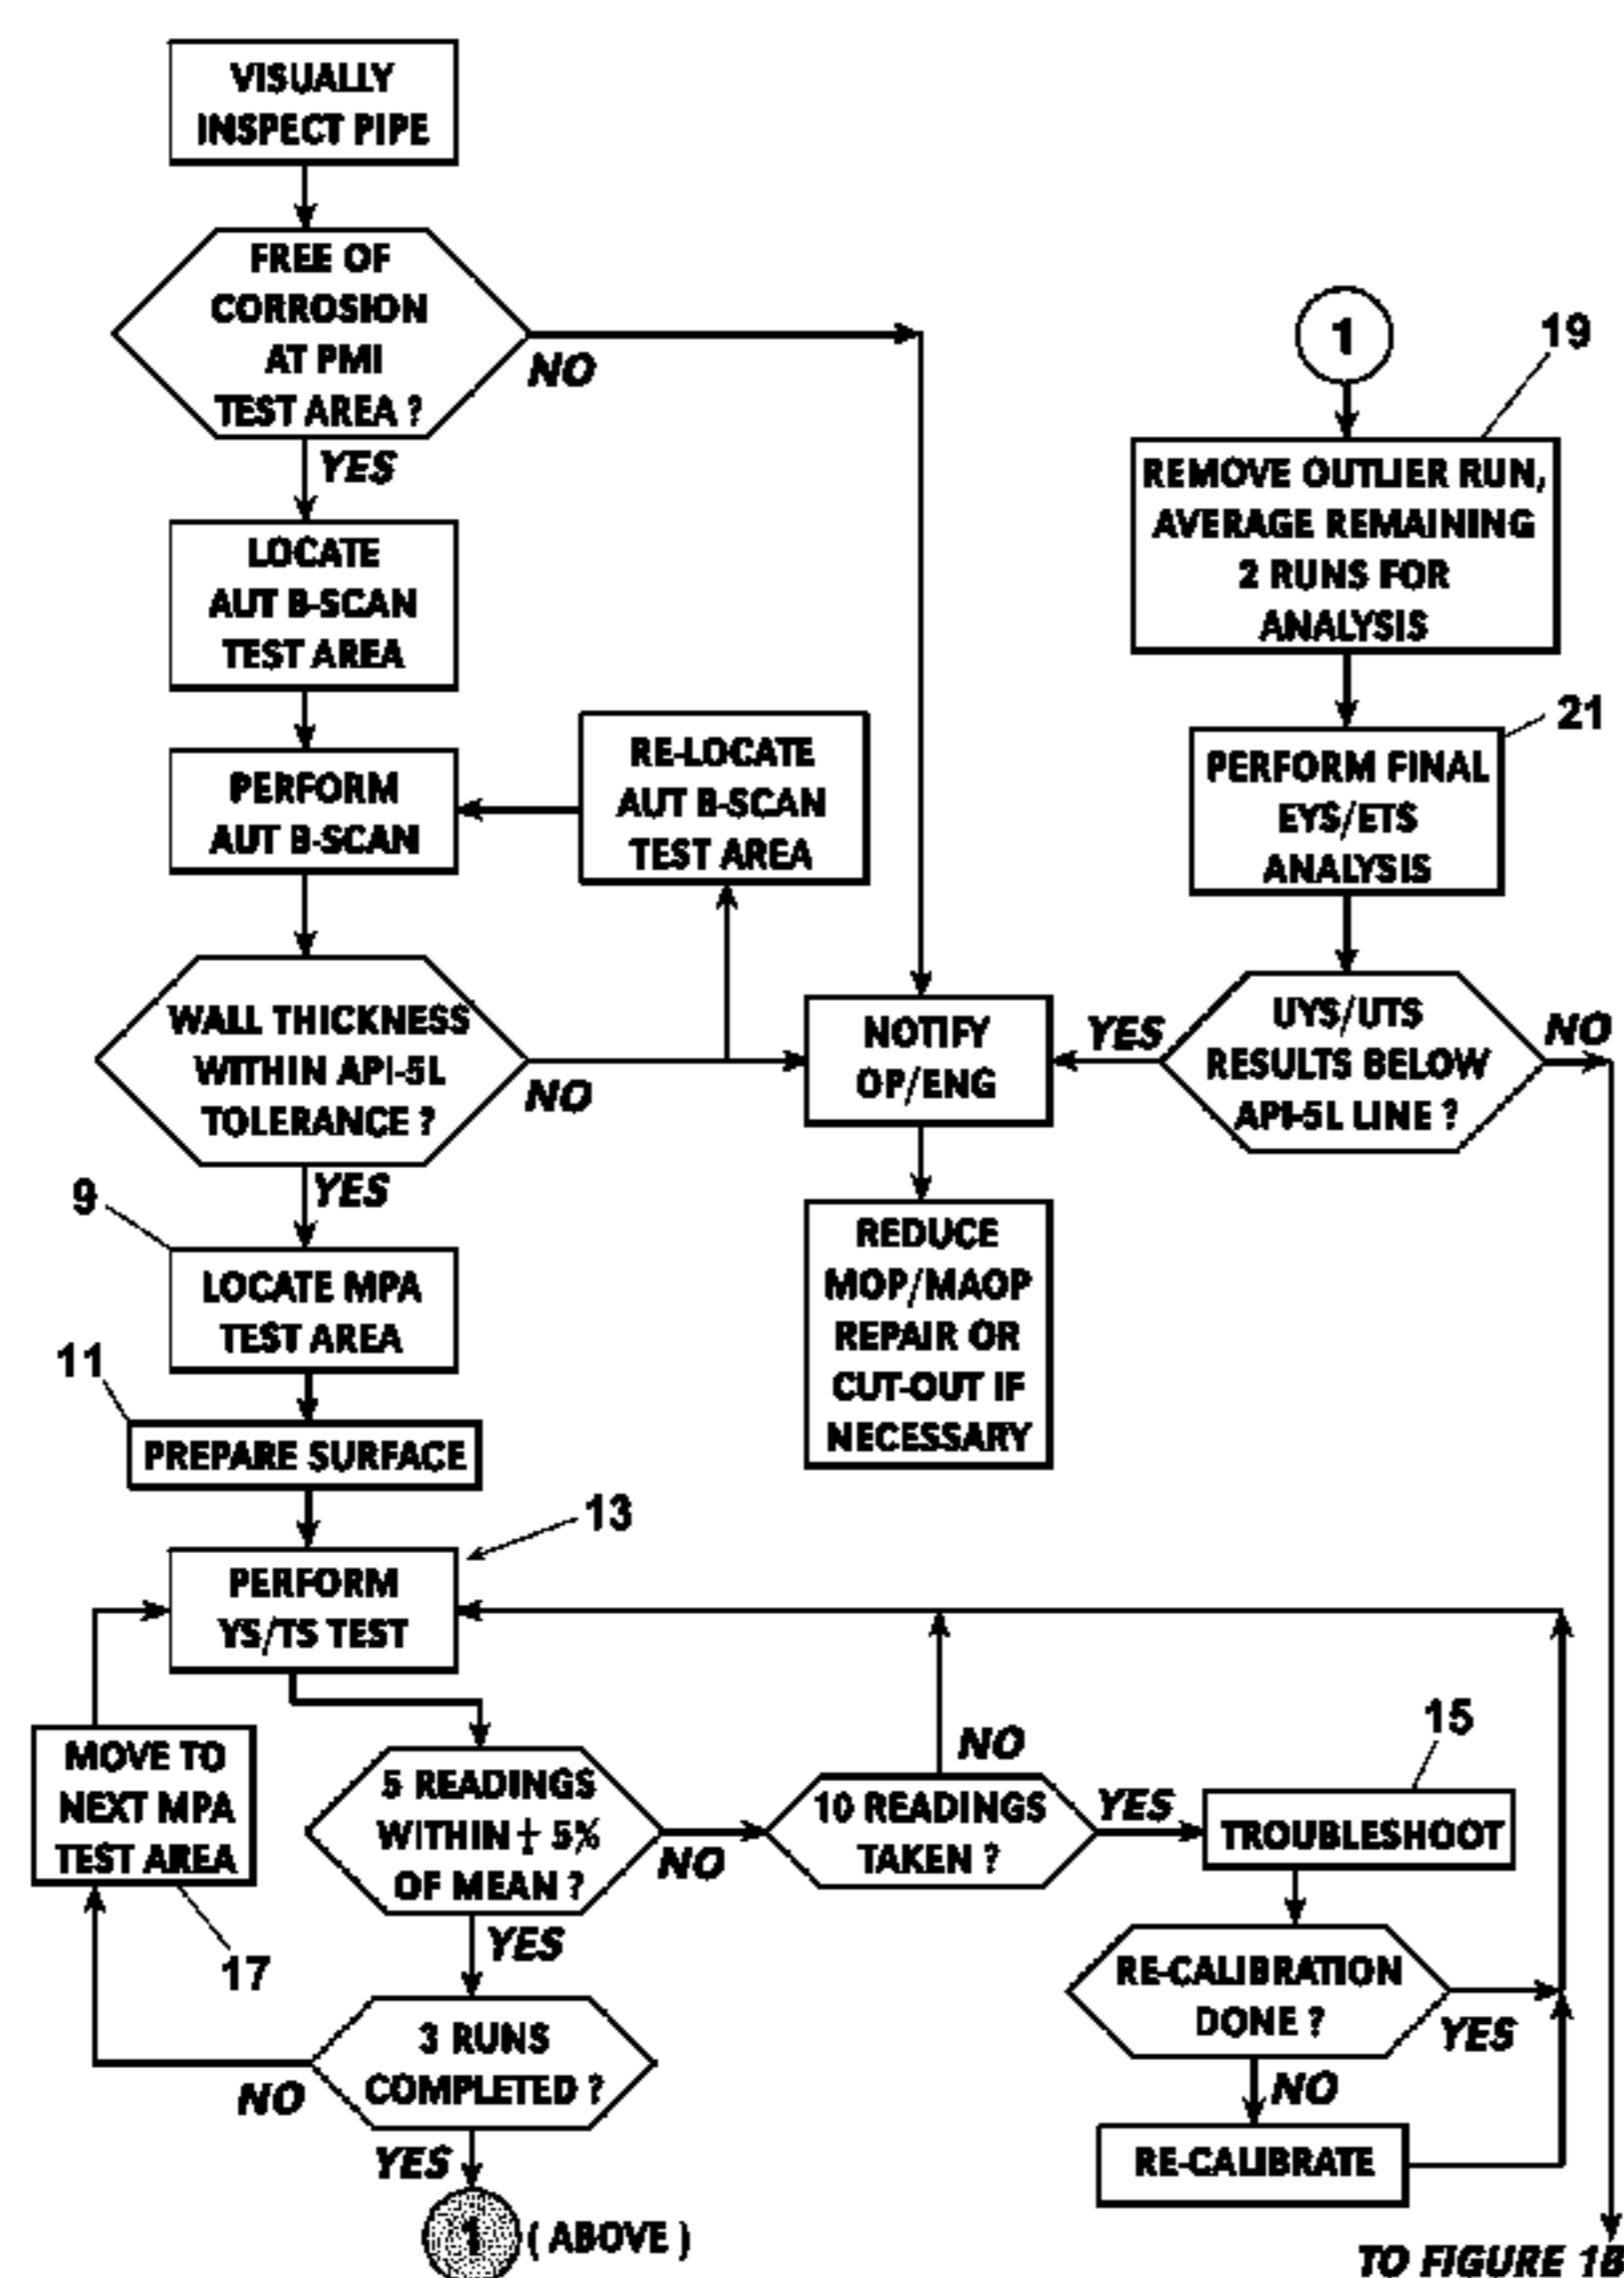 VISUALLY
INSPECT PIPE
FREE OF
CORROSION
AT PMI
TEST AREA ?
NO
YES
LOCATE
AUT B-SCAN
TEST AREA
PERFORM
AUT B-SCAN
RE-LOCATE
AUT B-SCAN
TEST AREA
WALL THICKNESS
WITHIN API-5L
TOLERANCE ?
NO
YES
9
LOCATE MPA
TEST AREA
11
PREPARE SURFACE
13
PERFORM
YS/TS TEST
MOVE TO
NEXT MPA
TEST AREA
17
5 READINGS
WITHIN ± 5%
OF MEAN ?
NO
YES
3 RUNS
COMPLETED ?
NO
YES
1
( ABOVE )
10 READINGS
TAKEN ?
NO
YES
15
TROUBLESHOOT
RE-CALIBRATION
DONE ?
YES
NO
RE-CALIBRATE
NOTIFY
OP/ENG
REDUCE
MOP/MAOP
REPAIR OR
CUT-OUT IF
NECESSARY
1
19
REMOVE OUTLIER RUN,
AVERAGE REMAINING
2 RUNS FOR
ANALYSIS
21
PERFORM FINAL
EYS/ETS
ANALYSIS
UYS/UTS
RESULTS BELOW
API-5L LINE ?
YES
NO
TO FIGURE 1B